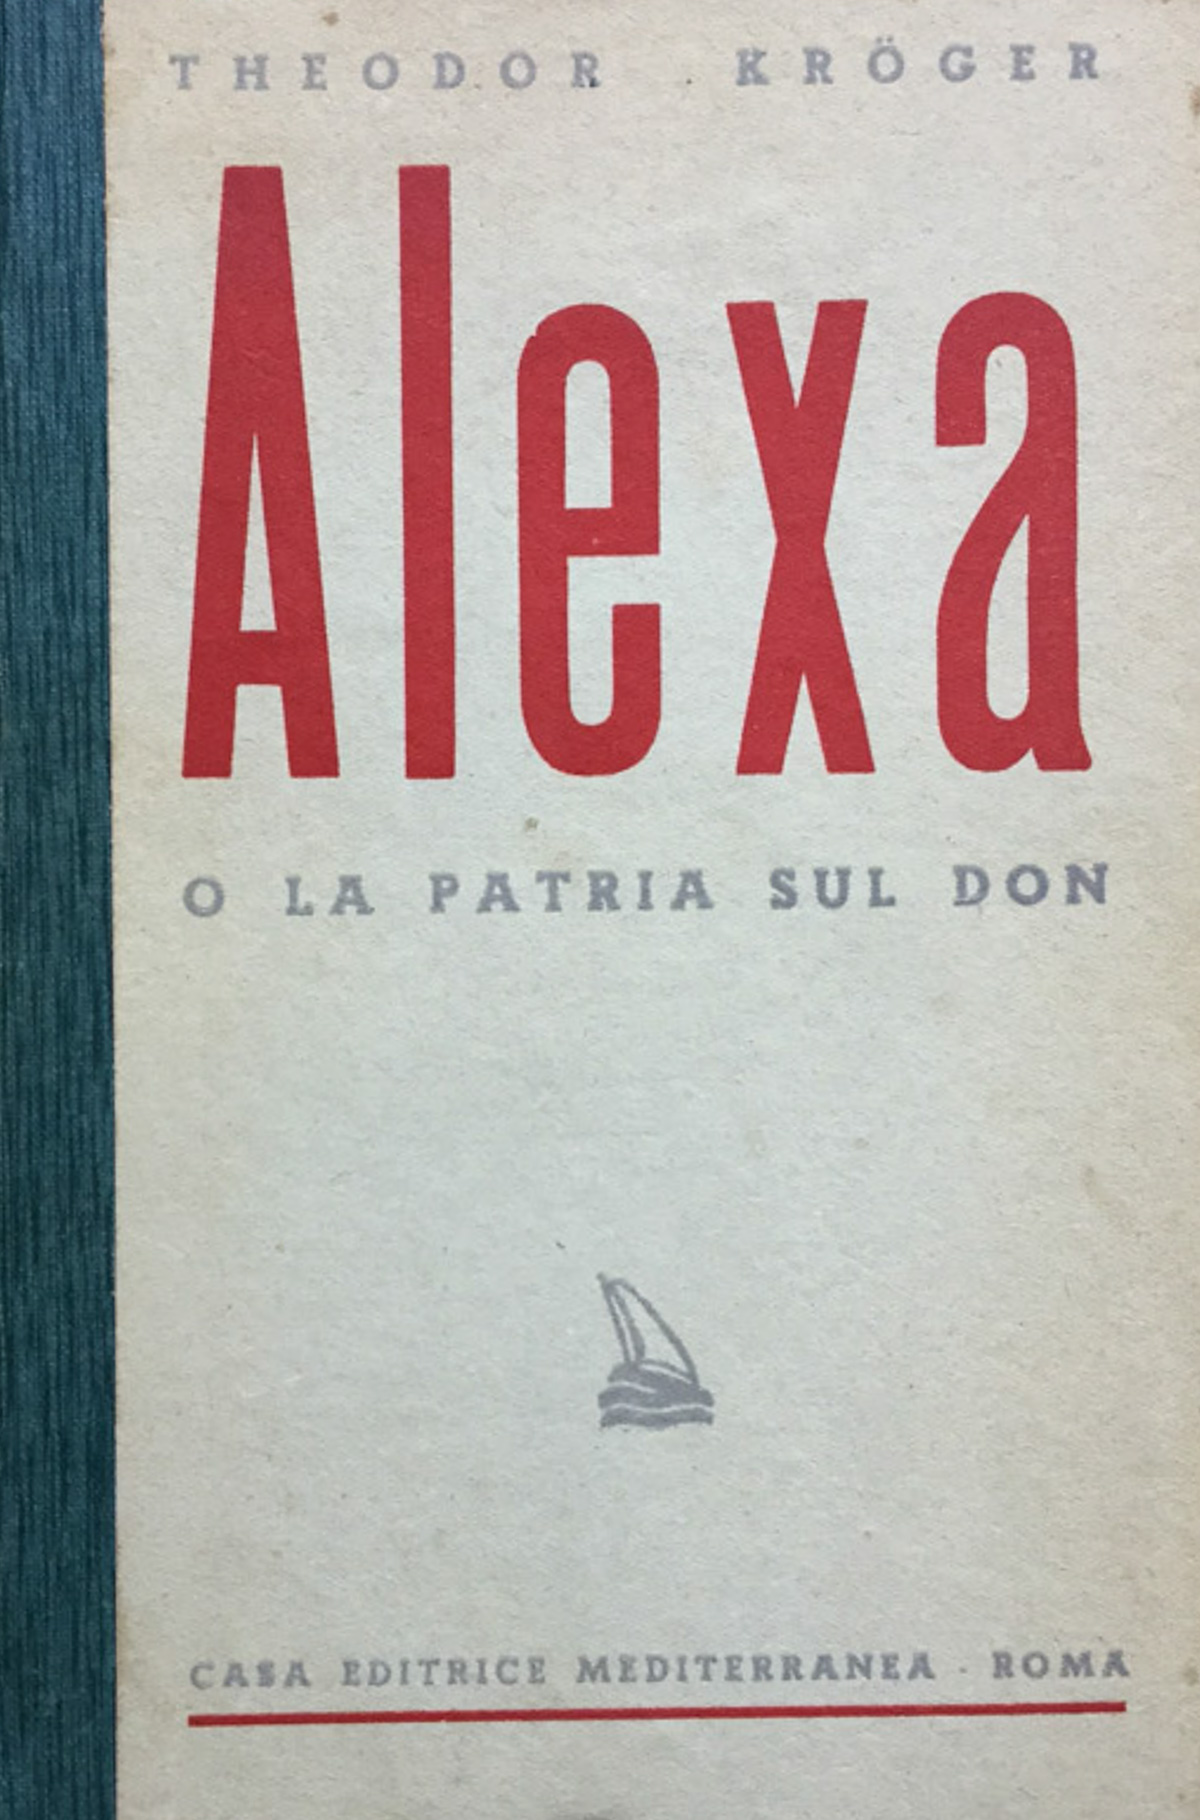 THEODOR KRÖGER
Alexa
O LA PATRIA SUL DON
CASA EDITRICE MEDITERRANEA · ROMA